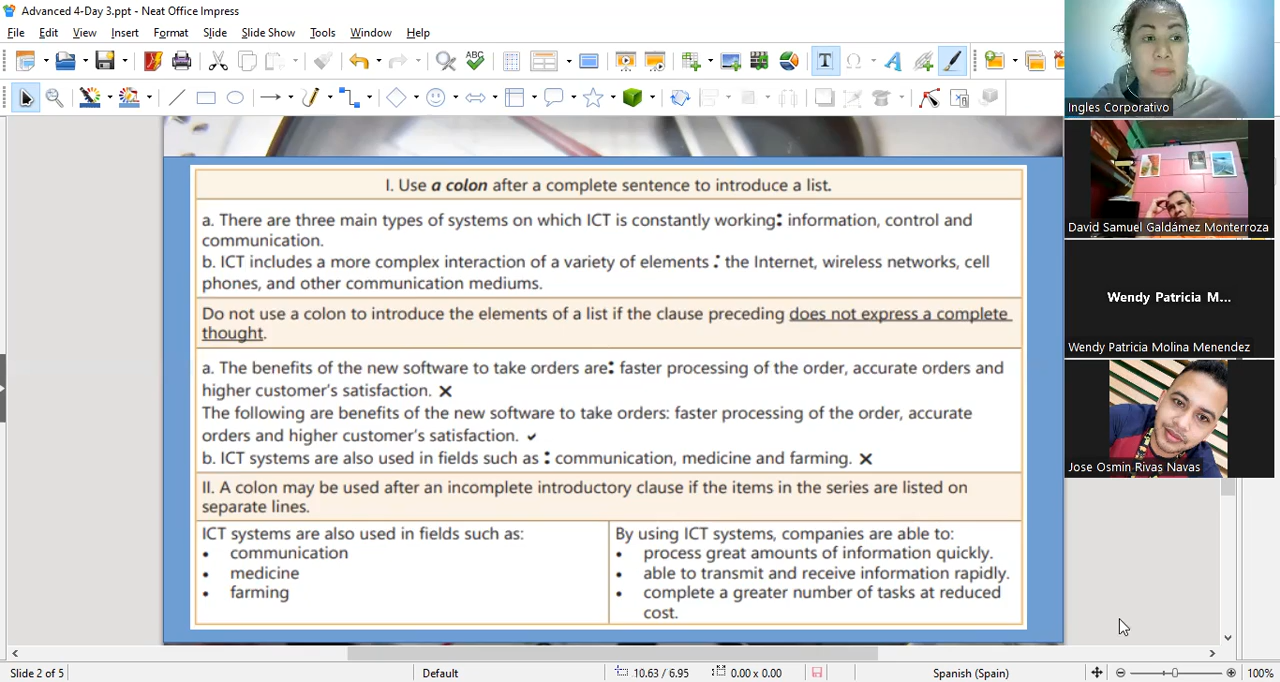 Advanced 4-Day 3.ppt - Neat Office Impress
File Edit View Insert Format Slide Slide Show Tools Window Help
ABC
T Ω A
I. Use a colon after a complete sentence to introduce a list.
a. There are three main types of systems on which ICT is constantly working: information, control and
communication.
b. ICT includes a more complex interaction of a variety of elements : the Internet, wireless networks, cell
phones, and other communication mediums.
Do not use a colon to introduce the elements of a list if the clause preceding does not express a complete
thought.
a. The benefits of the new software to take orders are: faster processing of the order, accurate orders and
higher customer's satisfaction. ✕
The following are benefits of the new software to take orders: faster processing of the order, accurate
orders and higher customer's satisfaction. ✓
b. ICT systems are also used in fields such as : communication, medicine and farming. ✕
II. A colon may be used after an incomplete introductory clause if the items in the series are listed on
separate lines.
ICT systems are also used in fields such as:
• communication
• medicine
• farming
By using ICT systems, companies are able to:
• process great amounts of information quickly.
• able to transmit and receive information rapidly.
• complete a greater number of tasks at reduced
cost.
Ingles Corporativo
David Samuel Galdámez Monterroza
Wendy Patricia M...
Wendy Patricia Molina Menendez
Jose Osmin Rivas Navas
Slide 2 of 5
Default
10.63 / 6.95
0.00 x 0.00
Spanish (Spain)
100%